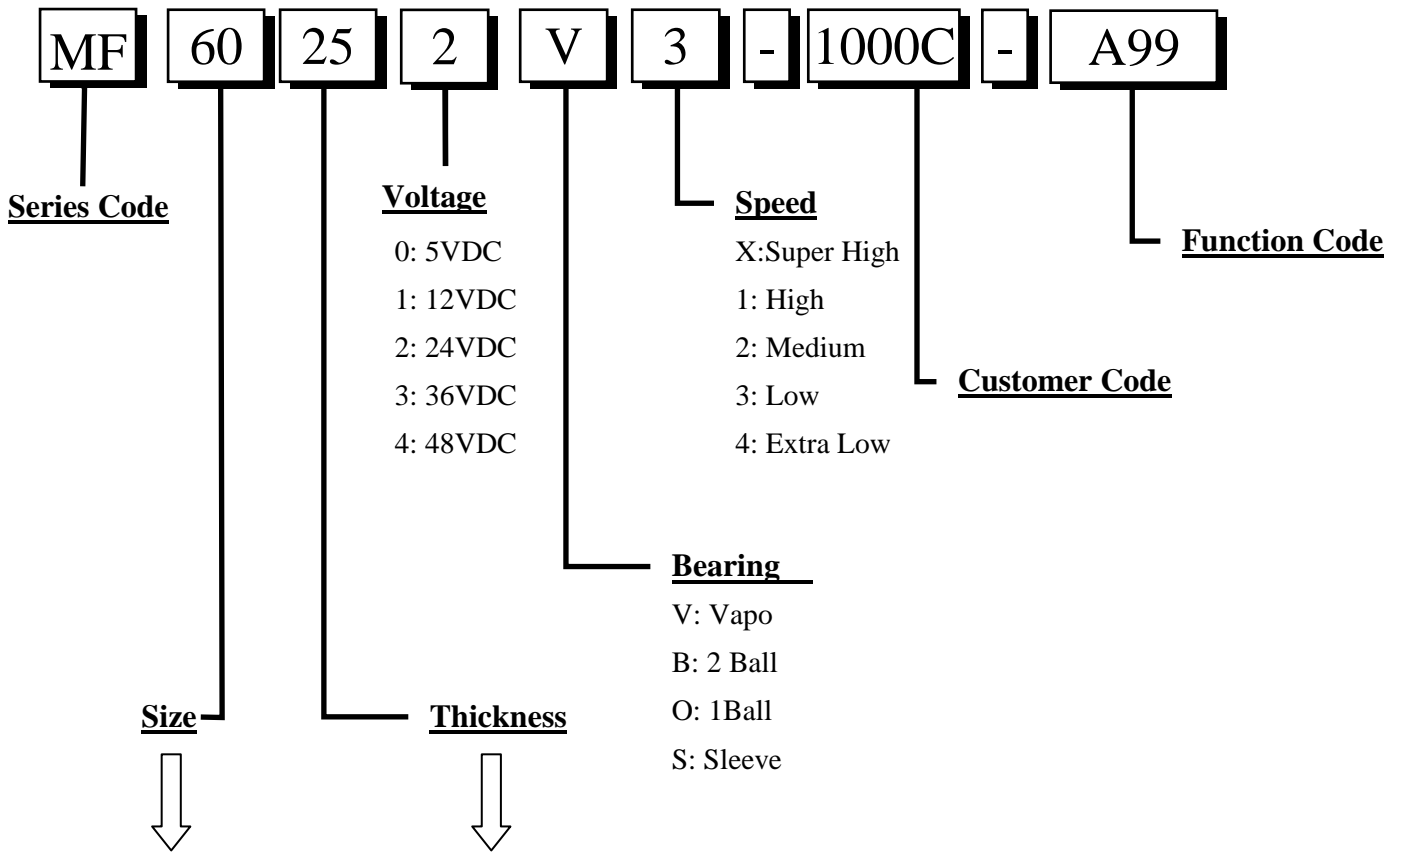 MF 60 25 2 V 3 - 1000C - A99
Series Code
Voltage
0: 5VDC
1: 12VDC
2: 24VDC
3: 36VDC
4: 48VDC
Speed
X:Super High
1: High
2: Medium
3: Low
4: Extra Low
Function Code
Customer Code
Bearing
V: Vapo
B: 2 Ball
O: 1Ball
S: Sleeve
Size
Thickness